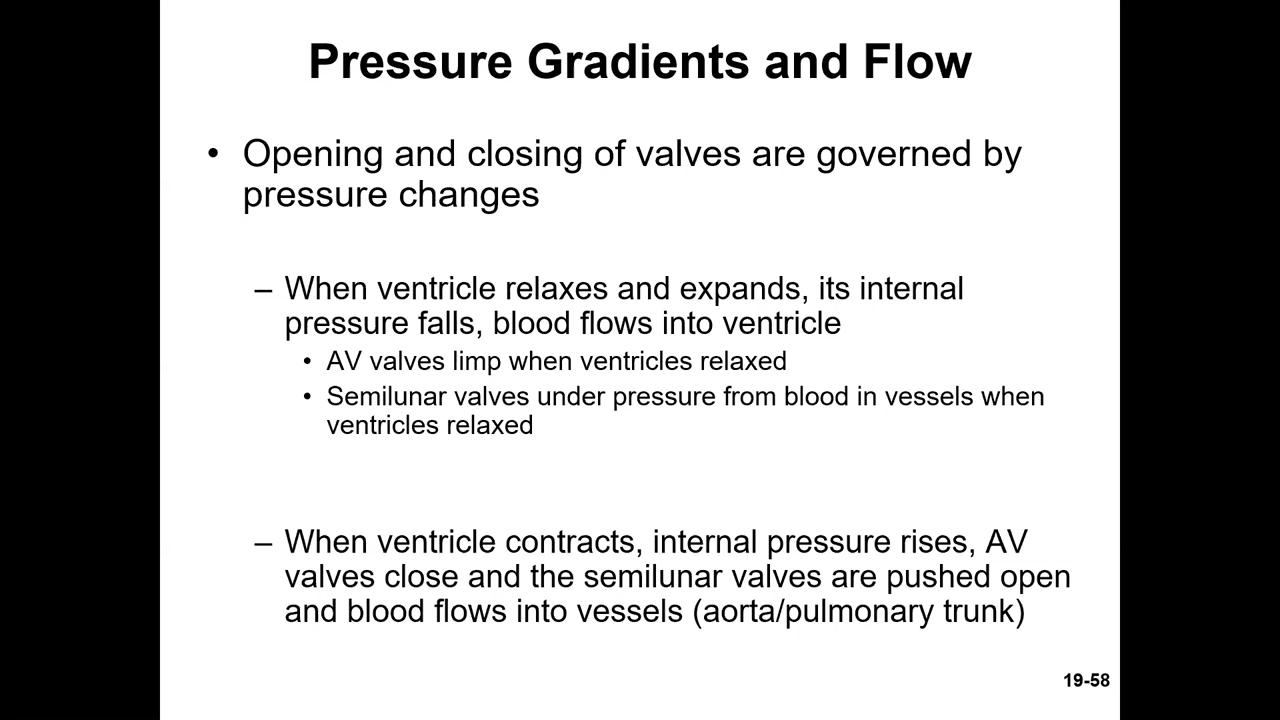 Pressure Gradients and Flow
• Opening and closing of valves are governed by
pressure changes
– When ventricle relaxes and expands, its internal
pressure falls, blood flows into ventricle
• AV valves limp when ventricles relaxed
• Semilunar valves under pressure from blood in vessels when
ventricles relaxed
– When ventricle contracts, internal pressure rises, AV
valves close and the semilunar valves are pushed open
and blood flows into vessels (aorta/pulmonary trunk)
19-58